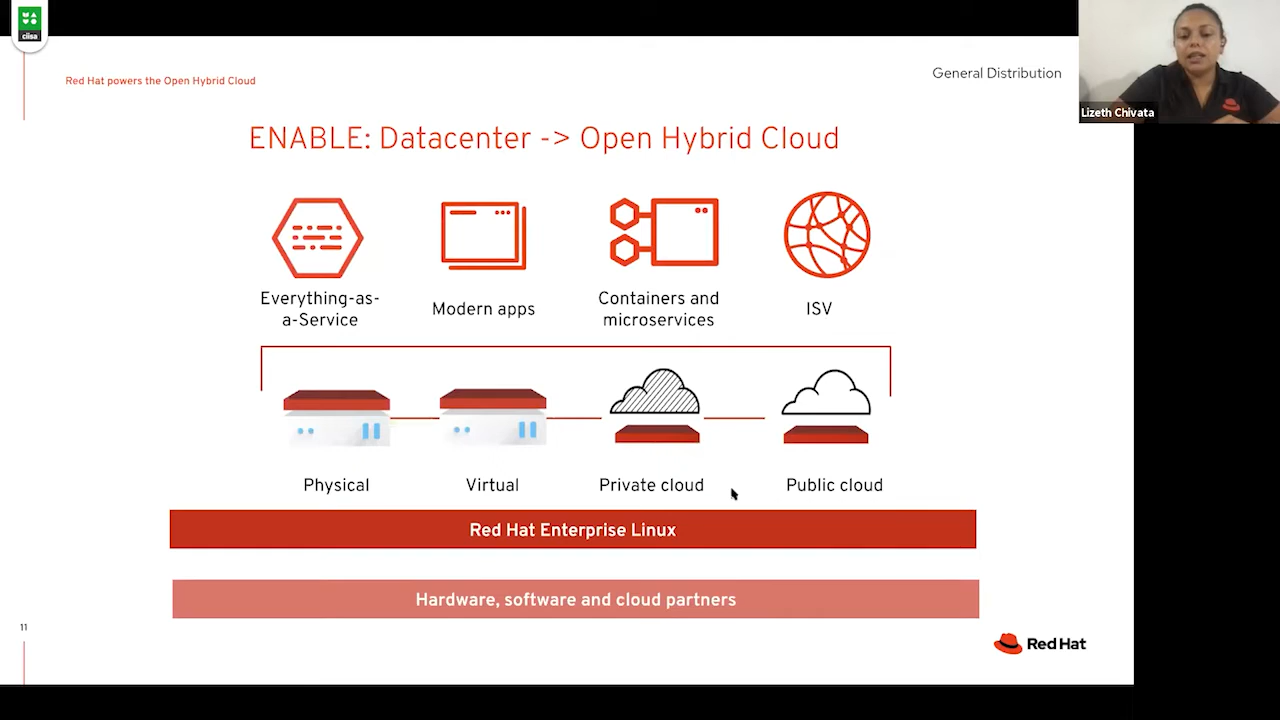 clisa
Red Hat powers the Open Hybrid Cloud
General Distribution
Lizeth Chivata
ENABLE: Datacenter -> Open Hybrid Cloud
Everything-as-
a-Service
Modern apps
Containers and
microservices
ISV
Physical
Virtual
Private cloud
Public cloud
Red Hat Enterprise Linux
Hardware, software and cloud partners
11
Red Hat